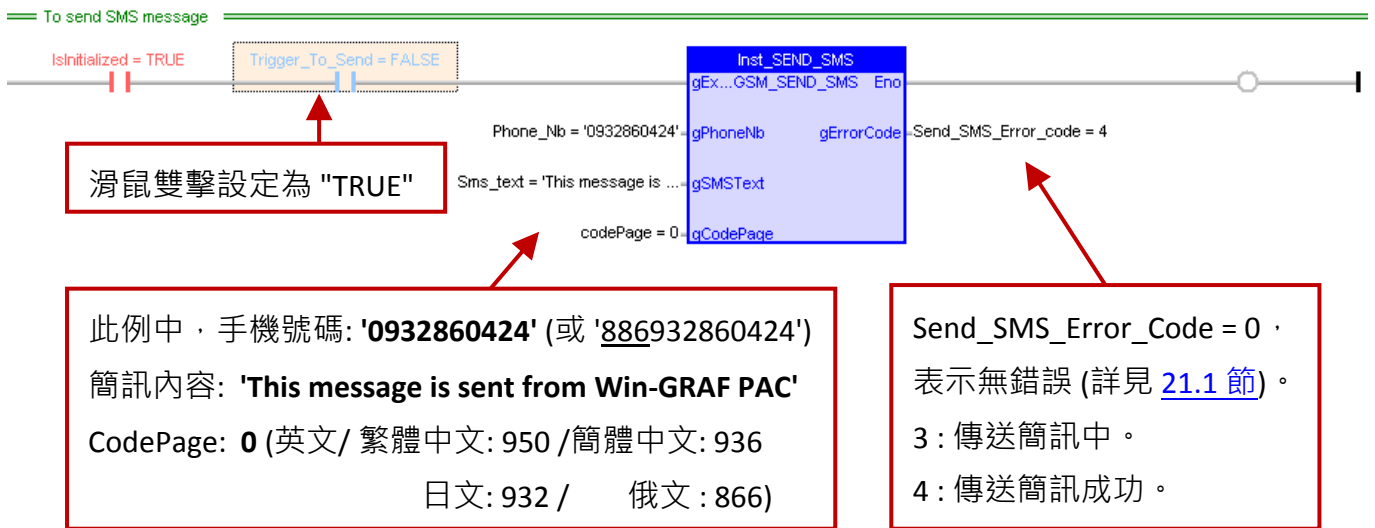 To send SMS message
IsInitialized = TRUE
Trigger_To_Send = FALSE
Inst_SEND_SMS
gEx...GSM_SEND_SMS Eno
Phone_Nb = '0932860424' gPhoneNb gErrorCode Send_SMS_Error_code = 4
滑鼠雙擊設定為 "TRUE"
Sms_text = 'This message is ... gSMSText
codePage = 0 gCodePage
此例中，手機號碼: '0932860424' (或 '886932860424')
簡訊內容: 'This message is sent from Win-GRAF PAC'
CodePage: 0 (英文/ 繁體中文: 950 /簡體中文: 936
日文: 932 / 俄文 : 866)
Send_SMS_Error_Code = 0，
表示無錯誤 (詳見 21.1 節)。
3 : 傳送簡訊中。
4 : 傳送簡訊成功。